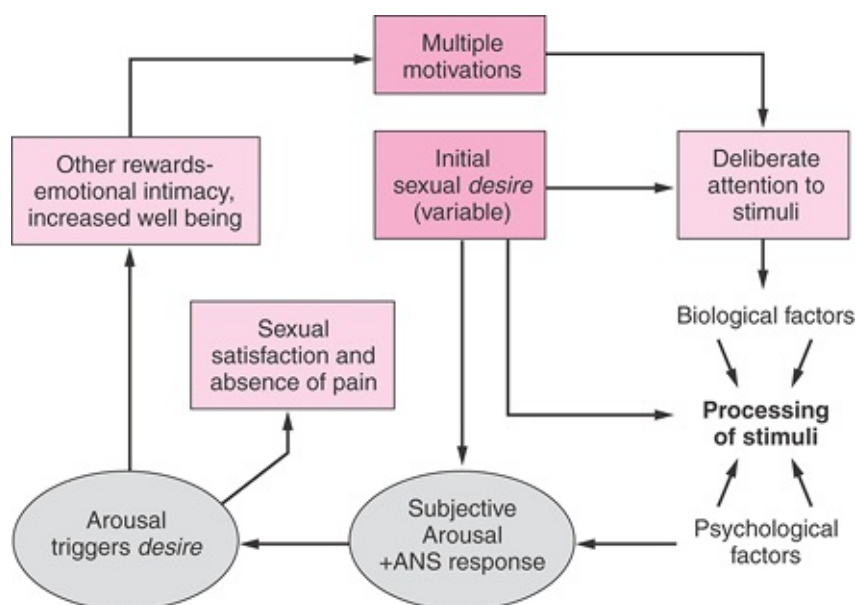 Multiple
motivations
Other rewards-
emotional intimacy,
increased well being
Initial
sexual desire
(variable)
Deliberate
attention to
stimuli
Biological factors
Sexual
satisfaction and
absence of pain
Processing
of stimuli
Arousal
triggers desire
Subjective
Arousal
+ANS response
Psychological
factors